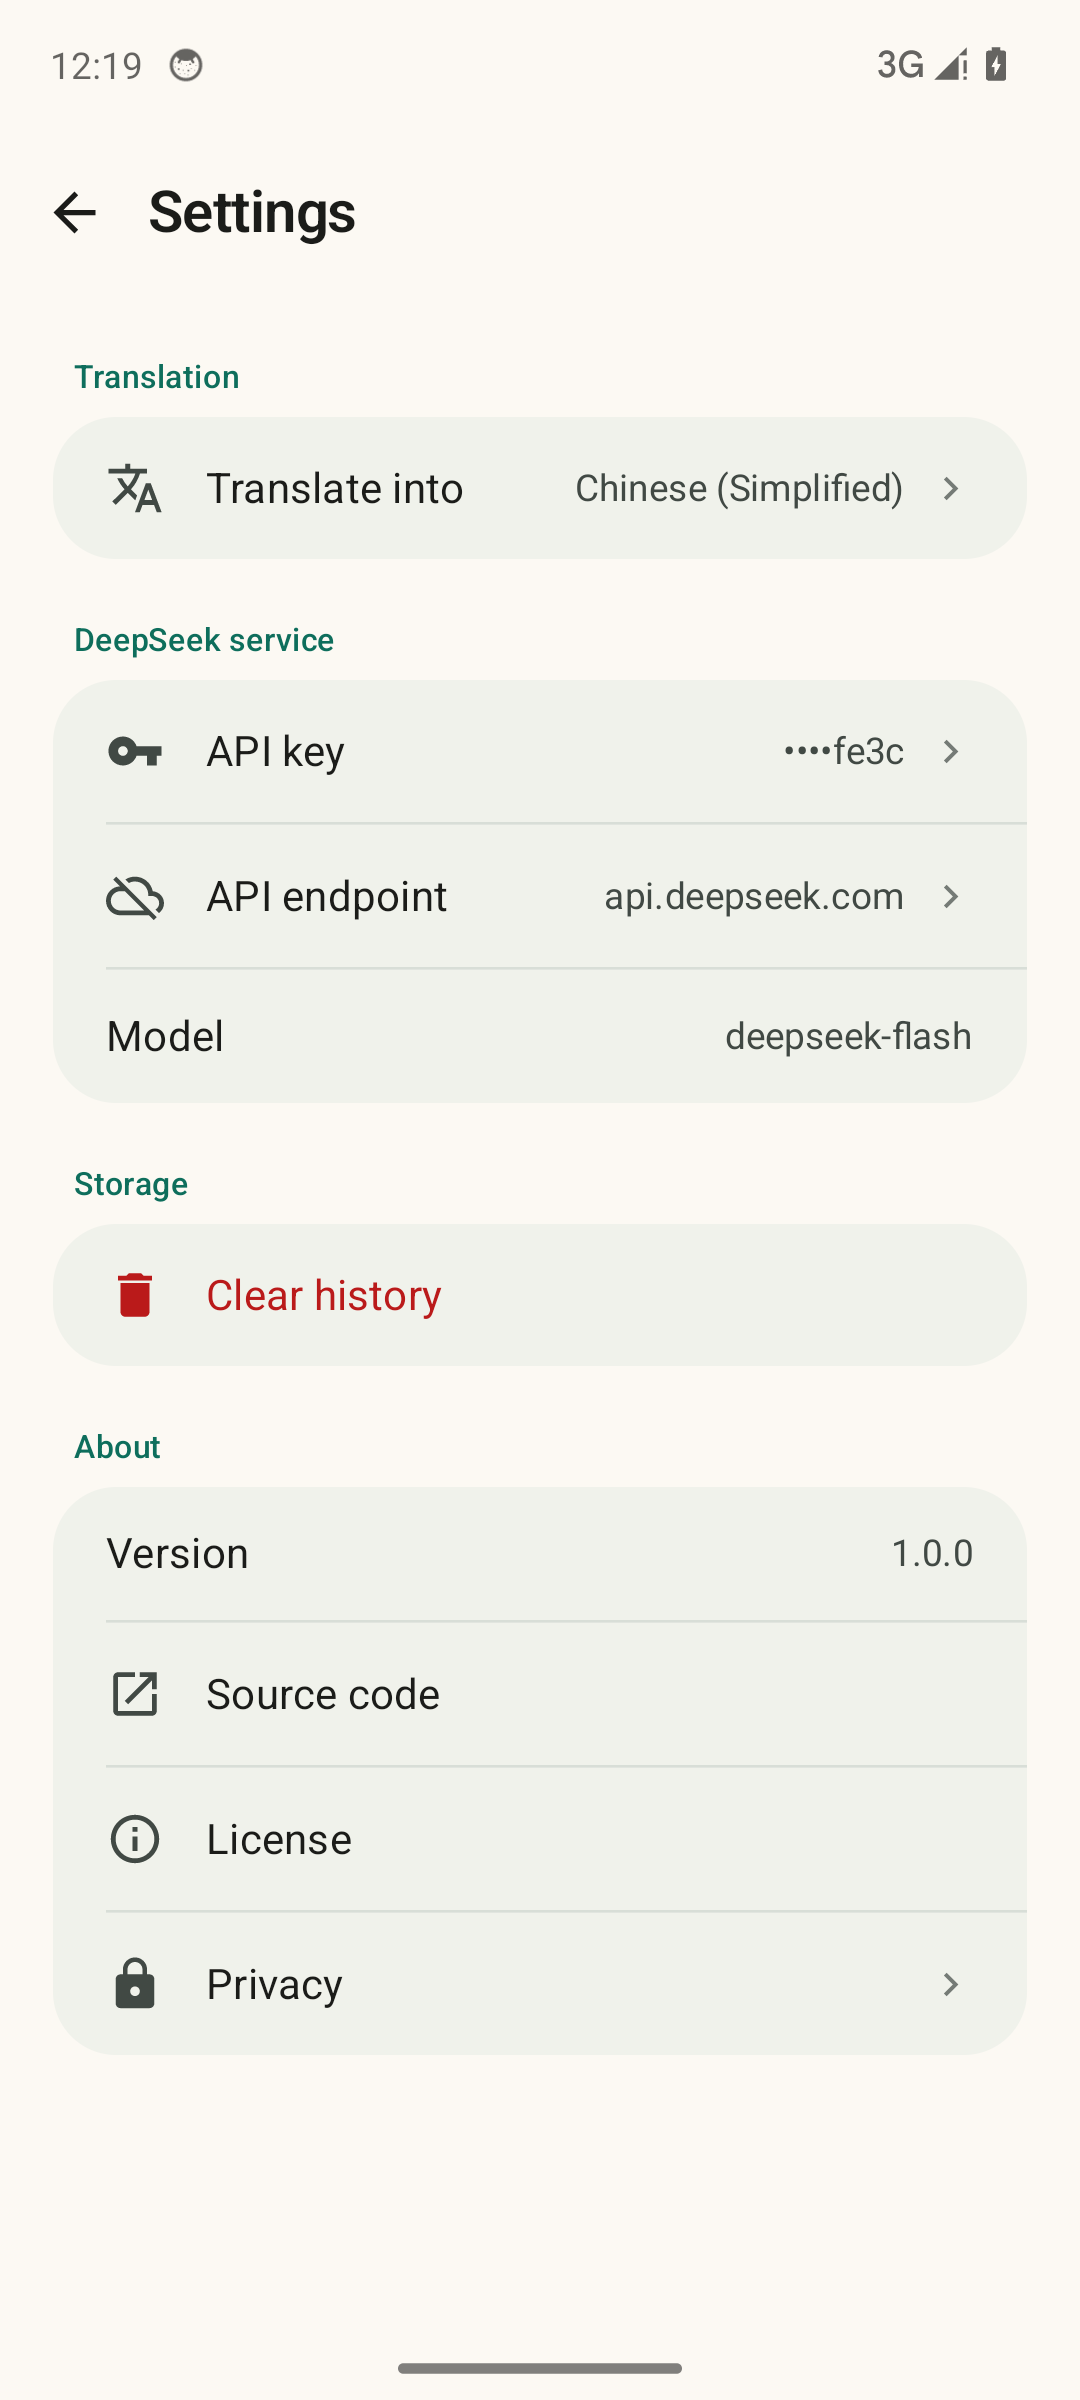 12:19
3G
Settings
Translation
Translate into Chinese (Simplified)
DeepSeek service
API key ••••fe3c
API endpoint api.deepseek.com
Model deepseek-flash
Storage
Clear history
About
Version 1.0.0
Source code
License
Privacy